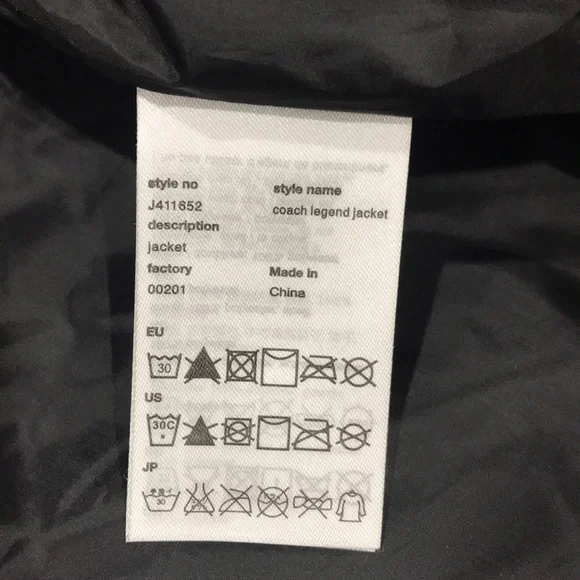 style no
style name
J411652
coach legend jacket
description
jacket
factory
Made in
00201
China
EU
30
US
30C
JP
30